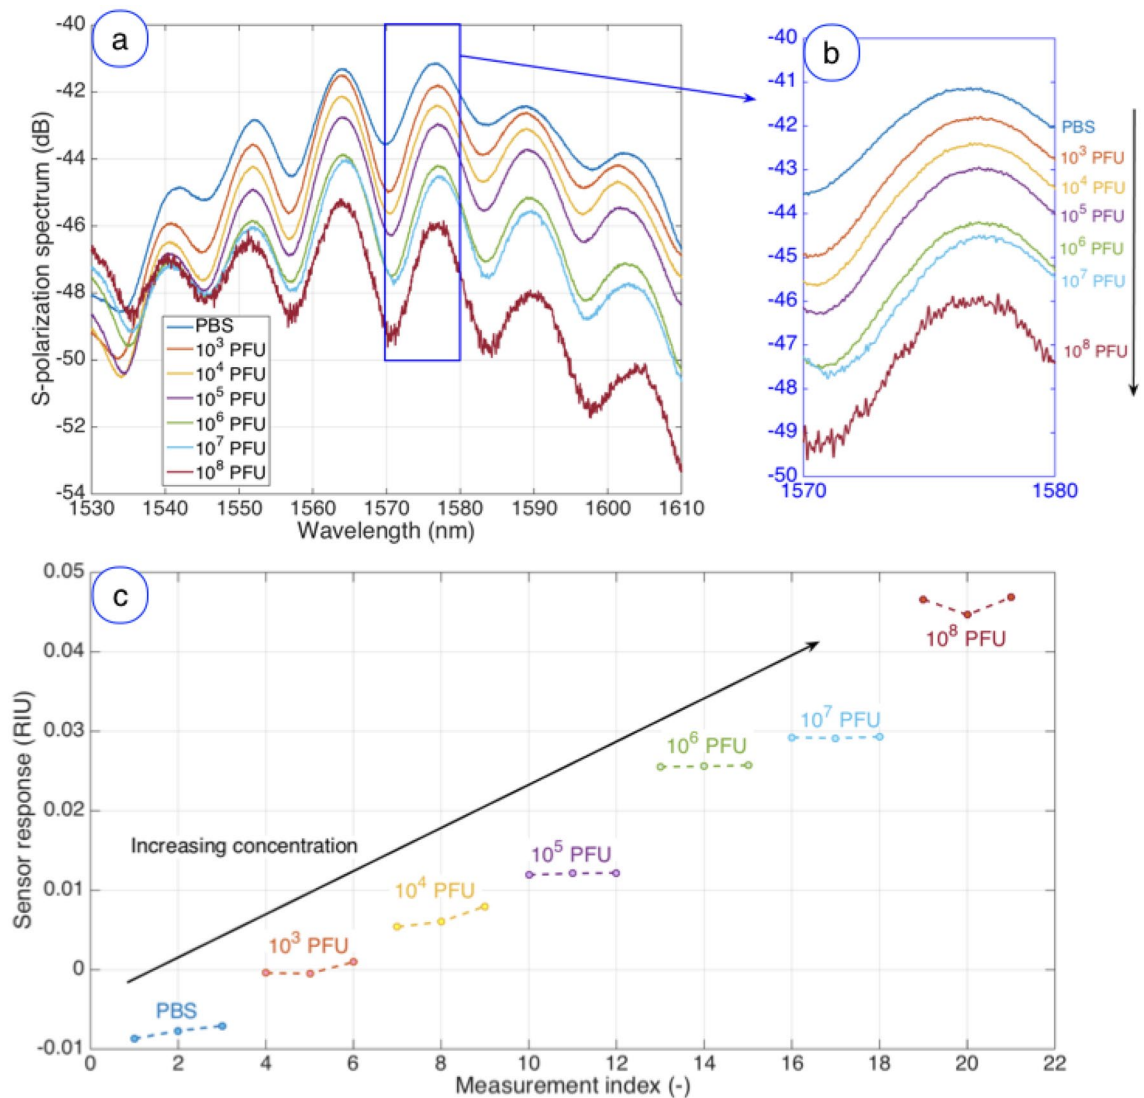 a
S-polarization spectrum (dB)
-40
-42
-44
-46
-48
-50
-52
-54
PBS
10³ PFU
10⁴ PFU
10⁵ PFU
10⁶ PFU
10⁷ PFU
10⁸ PFU
1530 1540 1550 1560 1570 1580 1590 1600 1610
Wavelength (nm)
b
-40
-41
-42
-43
-44
-45
-46
-47
-48
-49
-50
PBS
10³ PFU
10⁴ PFU
10⁵ PFU
10⁶ PFU
10⁷ PFU
10⁸ PFU
1570 1580
c
Sensor response (RIU)
0.05
0.04
0.03
0.02
0.01
0
-0.01
10⁸ PFU
10⁷ PFU
10⁶ PFU
Increasing concentration
10⁵ PFU
10⁴ PFU
10³ PFU
PBS
0 2 4 6 8 10 12 14 16 18 20 22
Measurement index (-)